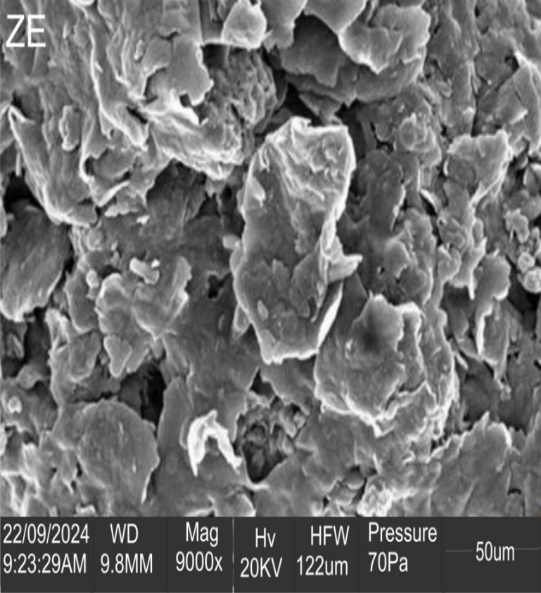 ZE
22/09/2024 WD Mag Hv HFW Pressure 50um
9:23:29AM 9.8MM 9000x 20KV 122um 70Pa